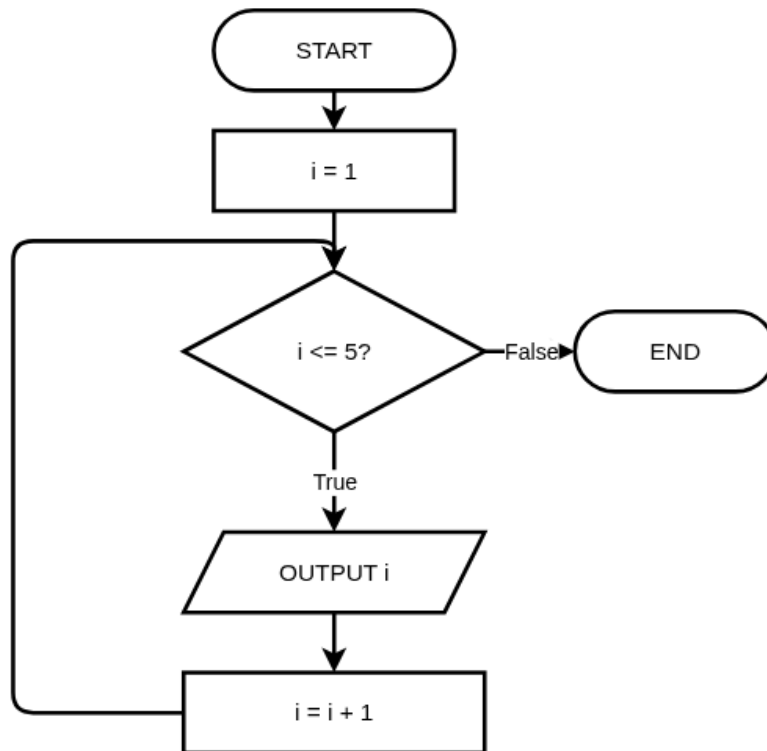 START
i = 1
i <= 5?
False
END
True
OUTPUT i
i = i + 1